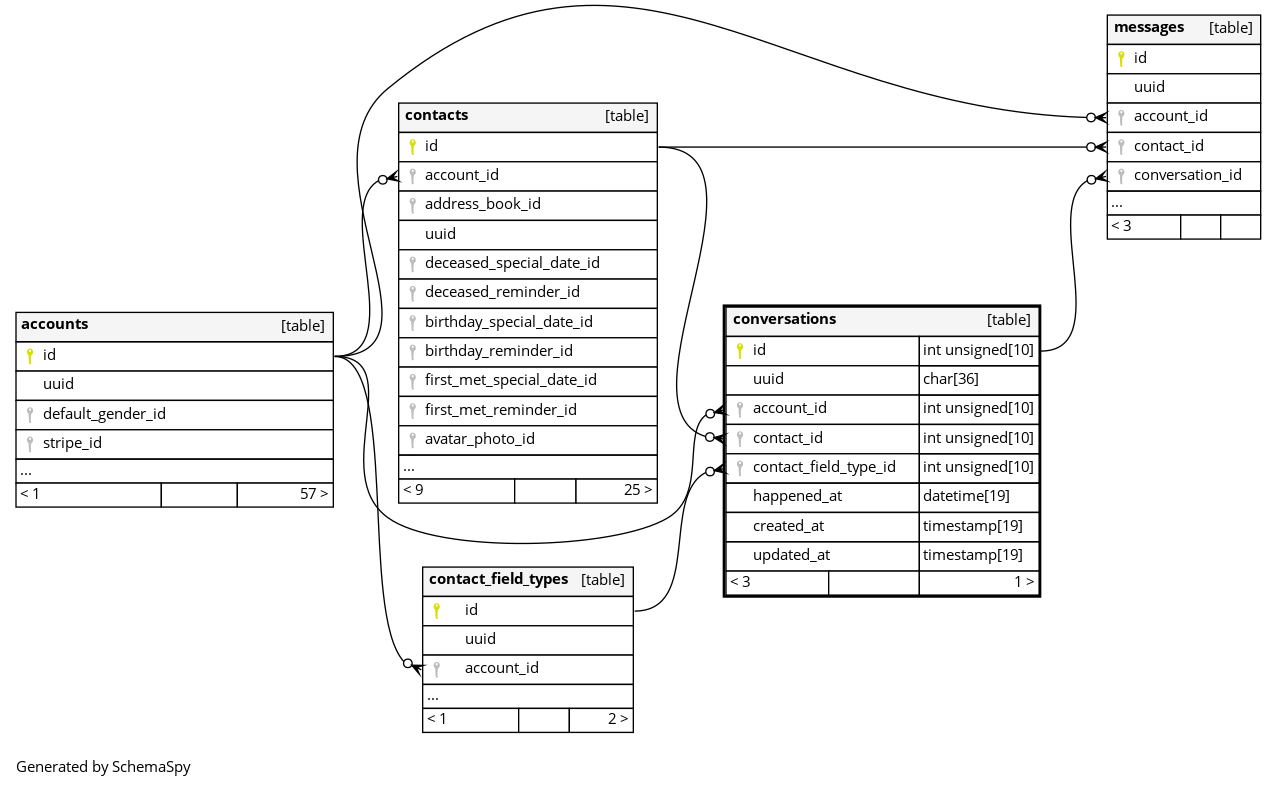 messages [table]
id
uuid
account_id
contact_id
conversation_id
...
< 3
contacts [table]
id
account_id
address_book_id
uuid
deceased_special_date_id
deceased_reminder_id
birthday_special_date_id
birthday_reminder_id
first_met_special_date_id
first_met_reminder_id
avatar_photo_id
...
< 9 25 >
accounts [table]
id
uuid
default_gender_id
stripe_id
...
< 1 57 >
conversations [table]
id int unsigned[10]
uuid char[36]
account_id int unsigned[10]
contact_id int unsigned[10]
contact_field_type_id int unsigned[10]
happened_at datetime[19]
created_at timestamp[19]
updated_at timestamp[19]
< 3 1 >
contact_field_types [table]
id
uuid
account_id
...
< 1 2 >
Generated by SchemaSpy